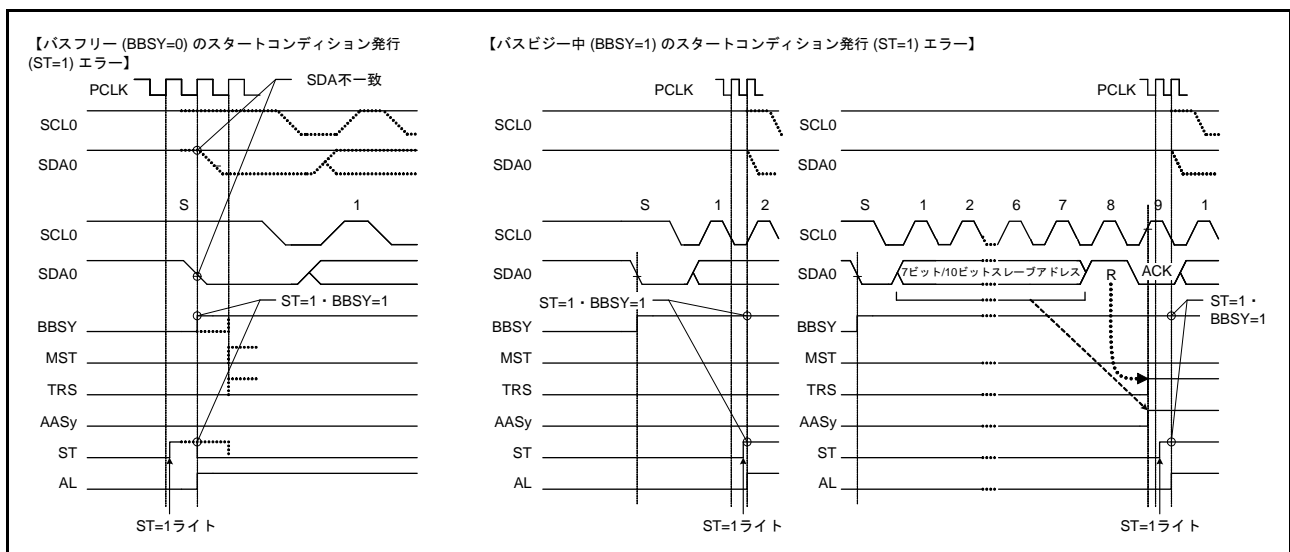 【バスフリー (BBSY=0) のスタートコンディション発行
(ST=1) エラー】
PCLK
SDA不一致
SCL0
SDA0
S
1
SCL0
SDA0
ST=1・BBSY=1
BBSY
MST
TRS
AASy
ST
AL
ST=1ライト
【バスビジー中 (BBSY=1) のスタートコンディション発行 (ST=1) エラー】
PCLK
SCL0
SDA0
S
1
2
SCL0
SDA0
ST=1・BBSY=1
BBSY
MST
TRS
AASy
ST
AL
ST=1ライト
PCLK
SCL0
SDA0
S
1
2
6
7
8
9
1
SCL0
SDA0
7ビット/10ビットスレーブアドレス
R
ACK
ST=1・
BBSY=1
BBSY
MST
TRS
AASy
ST
AL
ST=1ライト